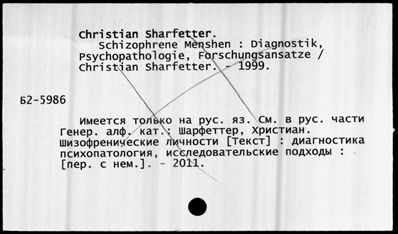 Christian Sharfetter.
Schizophrene Menshen : Diagnostik,
Psychopathologie, Forschungsansatze /
Christian Sharfetter. - 1999.
Б2-5986
Имеется только на рус. яз. См. в рус. части
Генер. алф. кат.: Шарфеттер, Христиан.
Шизофренические личности [Текст] : диагностика
психопатология, исследовательские подходы :
[пер. с нем.]. - 2011.